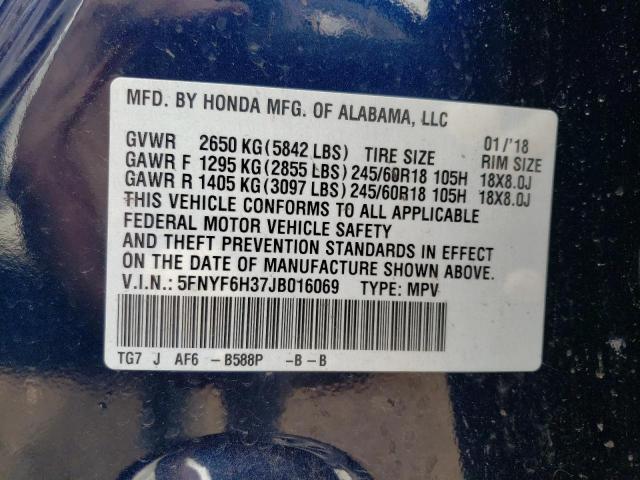 MFD. BY HONDA MFG. OF ALABAMA, LLC
GVWR 2650 KG(5842 LBS) TIRE SIZE 01/'18 RIM SIZE
GAWR F 1295 KG(2855 LBS) 245/60R18 105H 18X8.0J
GAWR R 1405 KG(3097 LBS) 245/60R18 105H 18X8.0J
THIS VEHICLE CONFORMS TO ALL APPLICABLE
FEDERAL MOTOR VEHICLE SAFETY
AND THEFT PREVENTION STANDARDS IN EFFECT
ON THE DATE OF MANUFACTURE SHOWN ABOVE.
V.I.N.: 5FNYF6H37JB016069 TYPE: MPV
TG7 J AF6 -B588P -B-B